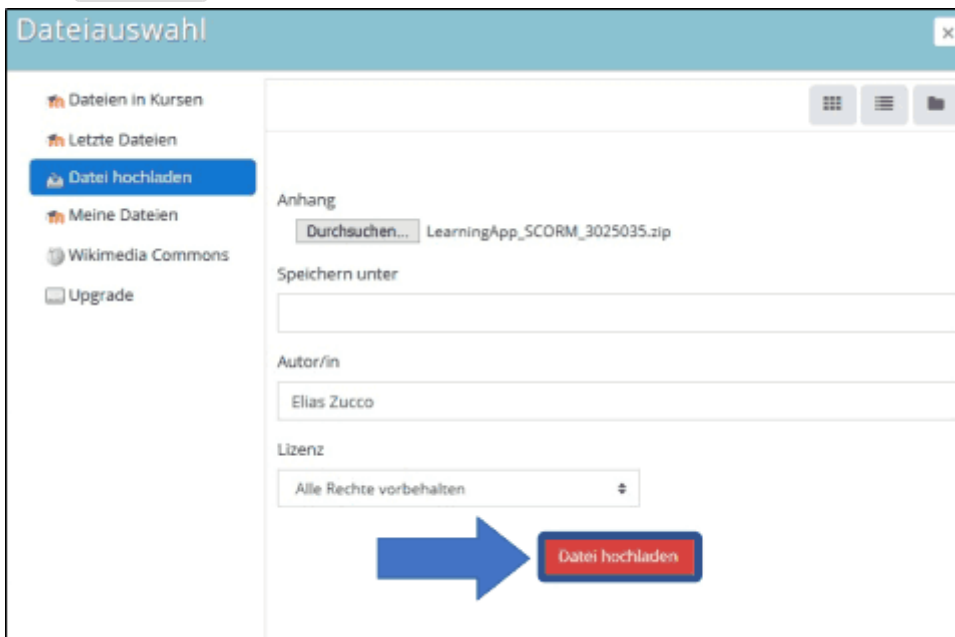 Dateiauswahl
Dateien in Kursen
Letzte Dateien
Datei hochladen
Meine Dateien
Wikimedia Commons
Upgrade
Anhang
Durchsuchen... LearningApp_SCORM_3025035.zip
Speichern unter
Autor/in
Elias Zucco
Lizenz
Alle Rechte vorbehalten
Datei hochladen